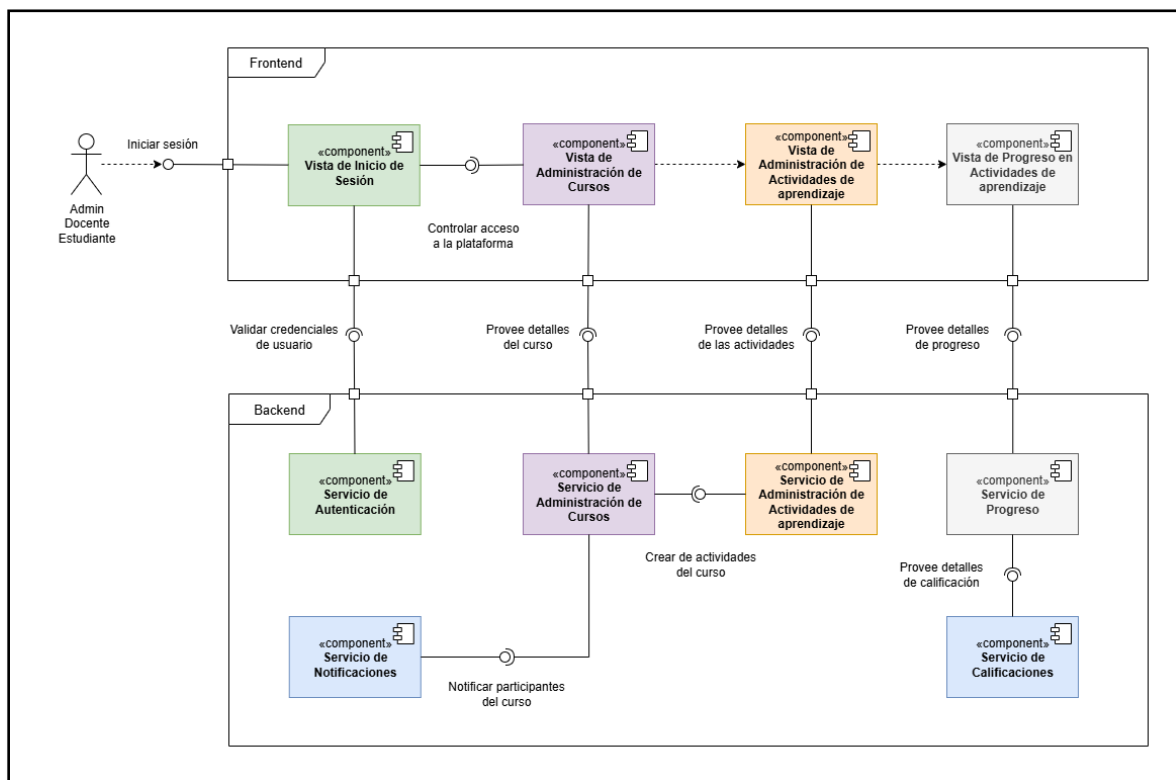 Frontend
Iniciar sesión
Admin
Docente
Estudiante
«component»
Vista de Inicio de
Sesión
«component»
Vista de
Administración de
Cursos
«component»
Vista de
Administración de
Actividades de
aprendizaje
«component»
Vista de Progreso en
Actividades de
aprendizaje
Controlar acceso
a la plataforma
Validar credenciales
de usuario
Provee detalles
del curso
Provee detalles
de las actividades
Provee detalles
de progreso
Backend
«component»
Servicio de
Autenticación
«component»
Servicio de
Administración de
Cursos
«component»
Servicio de
Administración de
Actividades de
aprendizaje
«component»
Servicio de
Progreso
Crear de actividades
del curso
Provee detalles
de calificación
«component»
Servicio de
Notificaciones
Notificar participantes
del curso
«component»
Servicio de
Calificaciones